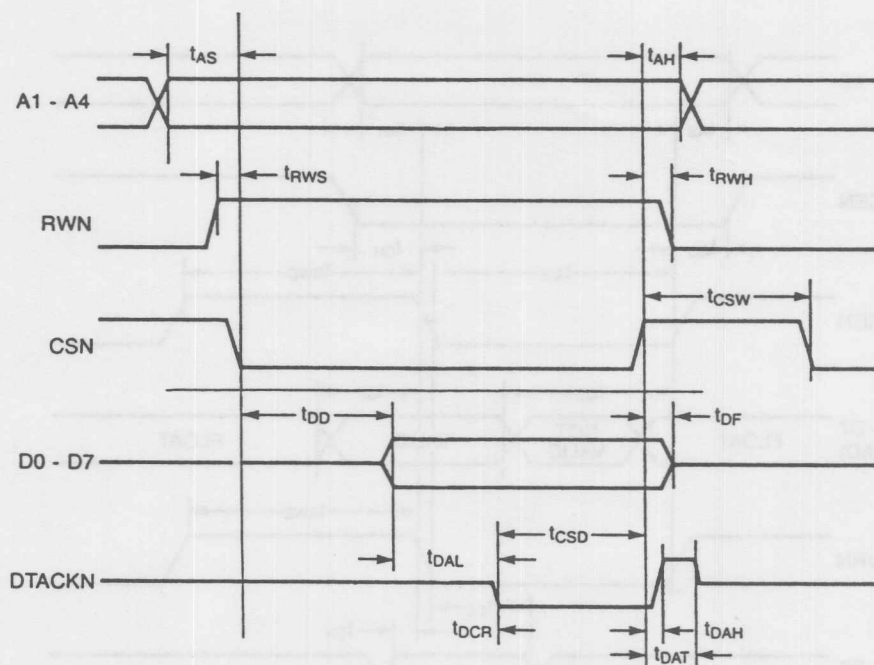 tAS
tAH
A1 - A4
tRWS
tRWH
RWN
tCSW
CSN
tDD
tDF
D0 - D7
tCSD
tDAL
DTACKN
tDCR
tDAH
tDAT